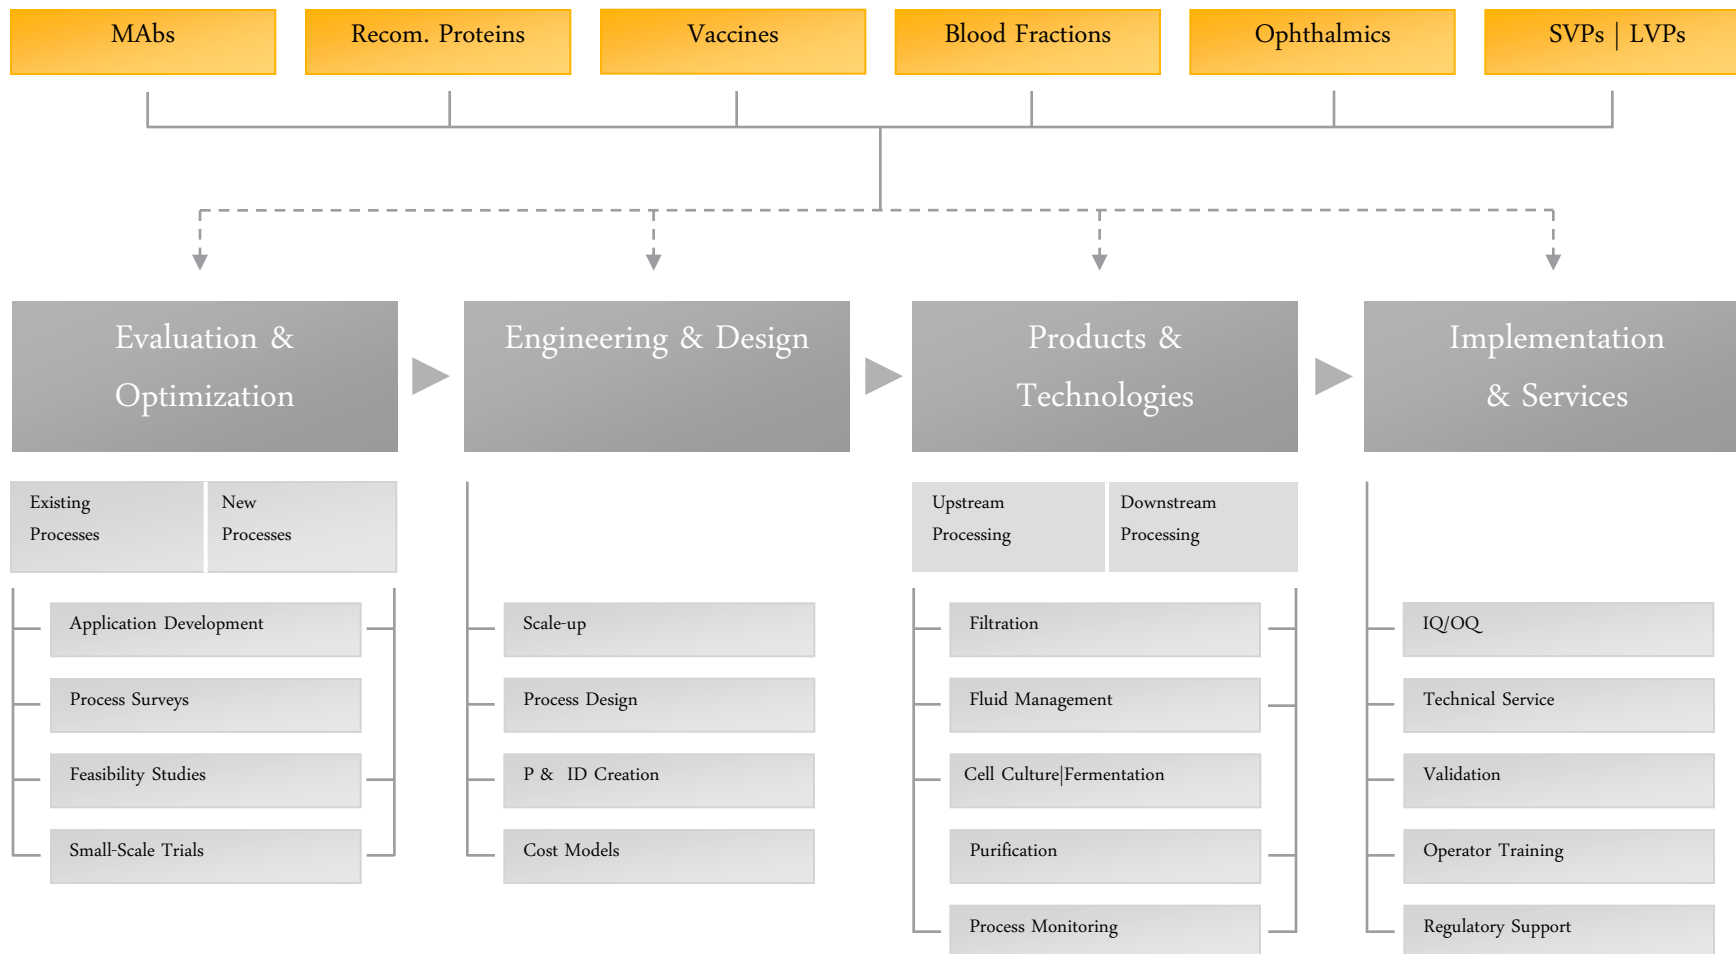 MAbs
Recom. Proteins
Vaccines
Blood Fractions
Ophthalmics
SVPs | LVPs
Evaluation &
Optimization
Engineering & Design
Products &
Technologies
Implementation
& Services
Existing
Processes
New
Processes
Upstream
Processing
Downstream
Processing
Application Development
Process Surveys
Feasibility Studies
Small-Scale Trials
Scale-up
Process Design
P & ID Creation
Cost Models
Filtration
Fluid Management
Cell Culture|Fermentation
Purification
Process Monitoring
IQ/OQ
Technical Service
Validation
Operator Training
Regulatory Support